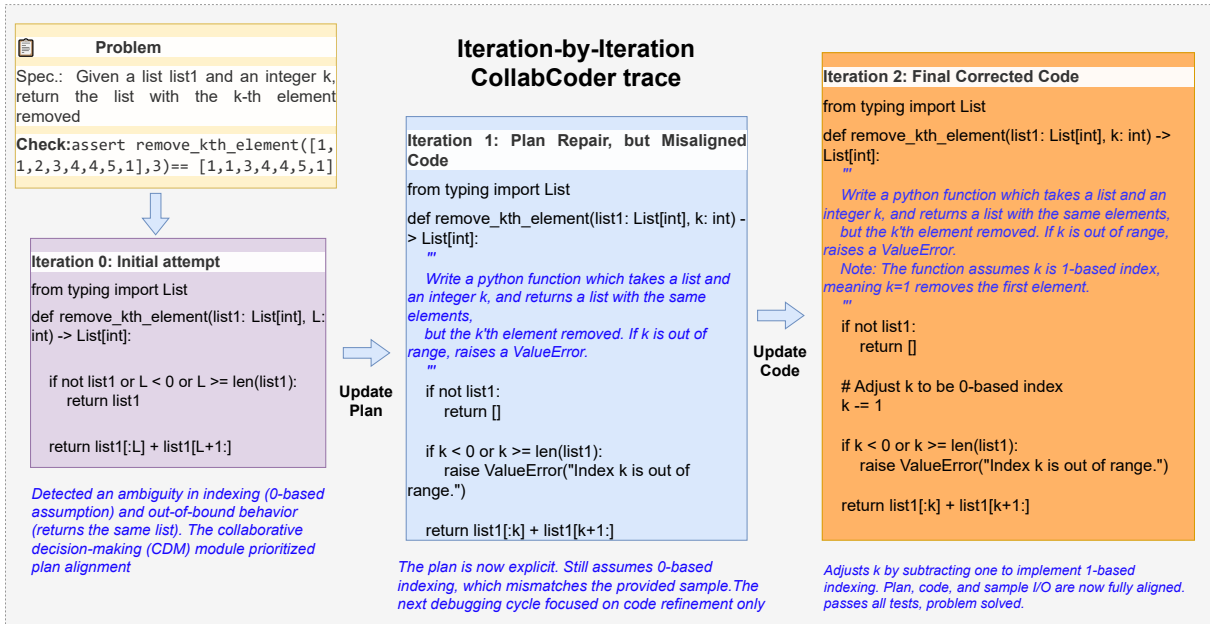 Problem
Spec.: Given a list list1 and an integer k,
return the list with the k-th element
removed
Check:assert remove_kth_element([1,
1,2,3,4,4,5,1],3)== [1,1,3,4,4,5,1]
Iteration 0: Initial attempt
from typing import List
def remove_kth_element(list1: List[int], L:
int) -> List[int]:
if not list1 or L < 0 or L >= len(list1):
return list1
return list1[:L] + list1[L+1:]
Detected an ambiguity in indexing (0-based
assumption) and out-of-bound behavior
(returns the same list). The collaborative
decision-making (CDM) module prioritized
plan alignment
Update
Plan
Iteration-by-Iteration
CollabCoder trace
Iteration 1: Plan Repair, but Misaligned
Code
from typing import List
def remove_kth_element(list1: List[int], k: int) -
> List[int]:
'''
Write a python function which takes a list and
an integer k, and returns a list with the same
elements,
but the k'th element removed. If k is out of
range, raises a ValueError.
'''
if not list1:
return []
if k < 0 or k >= len(list1):
raise ValueError("Index k is out of
range.")
return list1[:k] + list1[k+1:]
The plan is now explicit. Still assumes 0-based
indexing, which mismatches the provided sample.The
next debugging cycle focused on code refinement only
Update
Code
Iteration 2: Final Corrected Code
from typing import List
def remove_kth_element(list1: List[int], k: int) ->
List[int]:
'''
Write a python function which takes a list and an
integer k, and returns a list with the same elements,
but the k'th element removed. If k is out of range,
raises a ValueError.
Note: The function assumes k is 1-based index,
meaning k=1 removes the first element.
'''
if not list1:
return []
# Adjust k to be 0-based index
k -= 1
if k < 0 or k >= len(list1):
raise ValueError("Index k is out of range.")
return list1[:k] + list1[k+1:]
Adjusts k by subtracting one to implement 1-based
indexing. Plan, code, and sample I/O are now fully aligned.
passes all tests, problem solved.